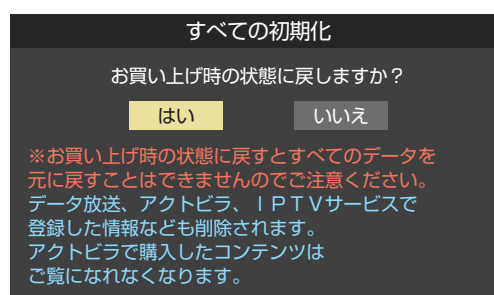 すべての初期化
お買い上げ時の状態に戻しますか？
はい　いいえ
※お買い上げ時の状態に戻すとすべてのデータを
元に戻すことはできませんのでご注意ください。
データ放送、アクトビラ、ＩＰＴＶサービスで
登録した情報なども削除されます。
アクトビラで購入したコンテンツは
ご覧になれなくなります。